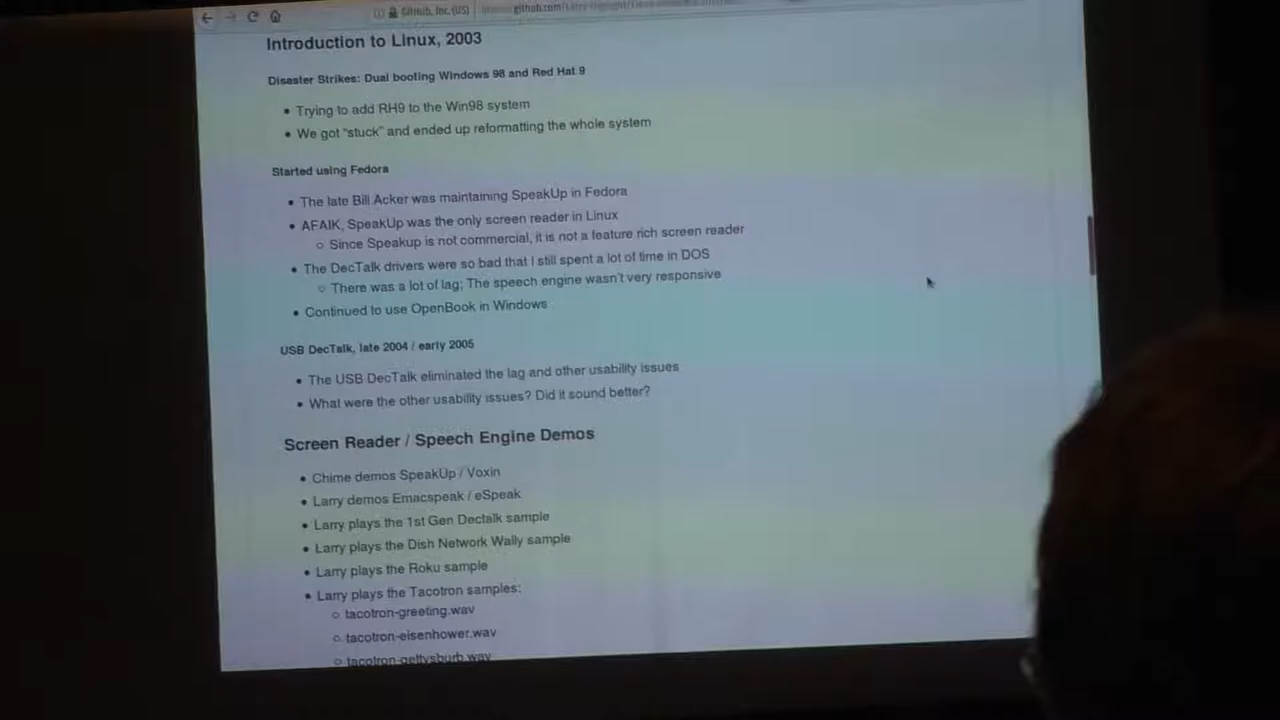 GitHub, Inc. (US)
Introduction to Linux, 2003
Disaster Strikes: Dual booting Windows 98 and Red Hat 9
• Trying to add RH9 to the Win98 system
• We got “stuck” and ended up reformatting the whole system
Started using Fedora
• The late Bill Acker was maintaining SpeakUp in Fedora
• AFAIK, SpeakUp was the only screen reader in Linux
○ Since Speakup is not commercial, it is not a feature rich screen reader
• The DecTalk drivers were so bad that I still spent a lot of time in DOS
○ There was a lot of lag; The speech engine wasn't very responsive
• Continued to use OpenBook in Windows
USB DecTalk, late 2004 / early 2005
• The USB DecTalk eliminated the lag and other usability issues
• What were the other usability issues? Did it sound better?
Screen Reader / Speech Engine Demos
• Chime demos SpeakUp / Voxin
• Larry demos Emacspeak / eSpeak
• Larry plays the 1st Gen Dectalk sample
• Larry plays the Dish Network Wally sample
• Larry plays the Roku sample
• Larry plays the Tacotron samples:
○ tacotron-greeting.wav
○ tacotron-eisenhower.wav
○ tacotron-gettysburb.wav